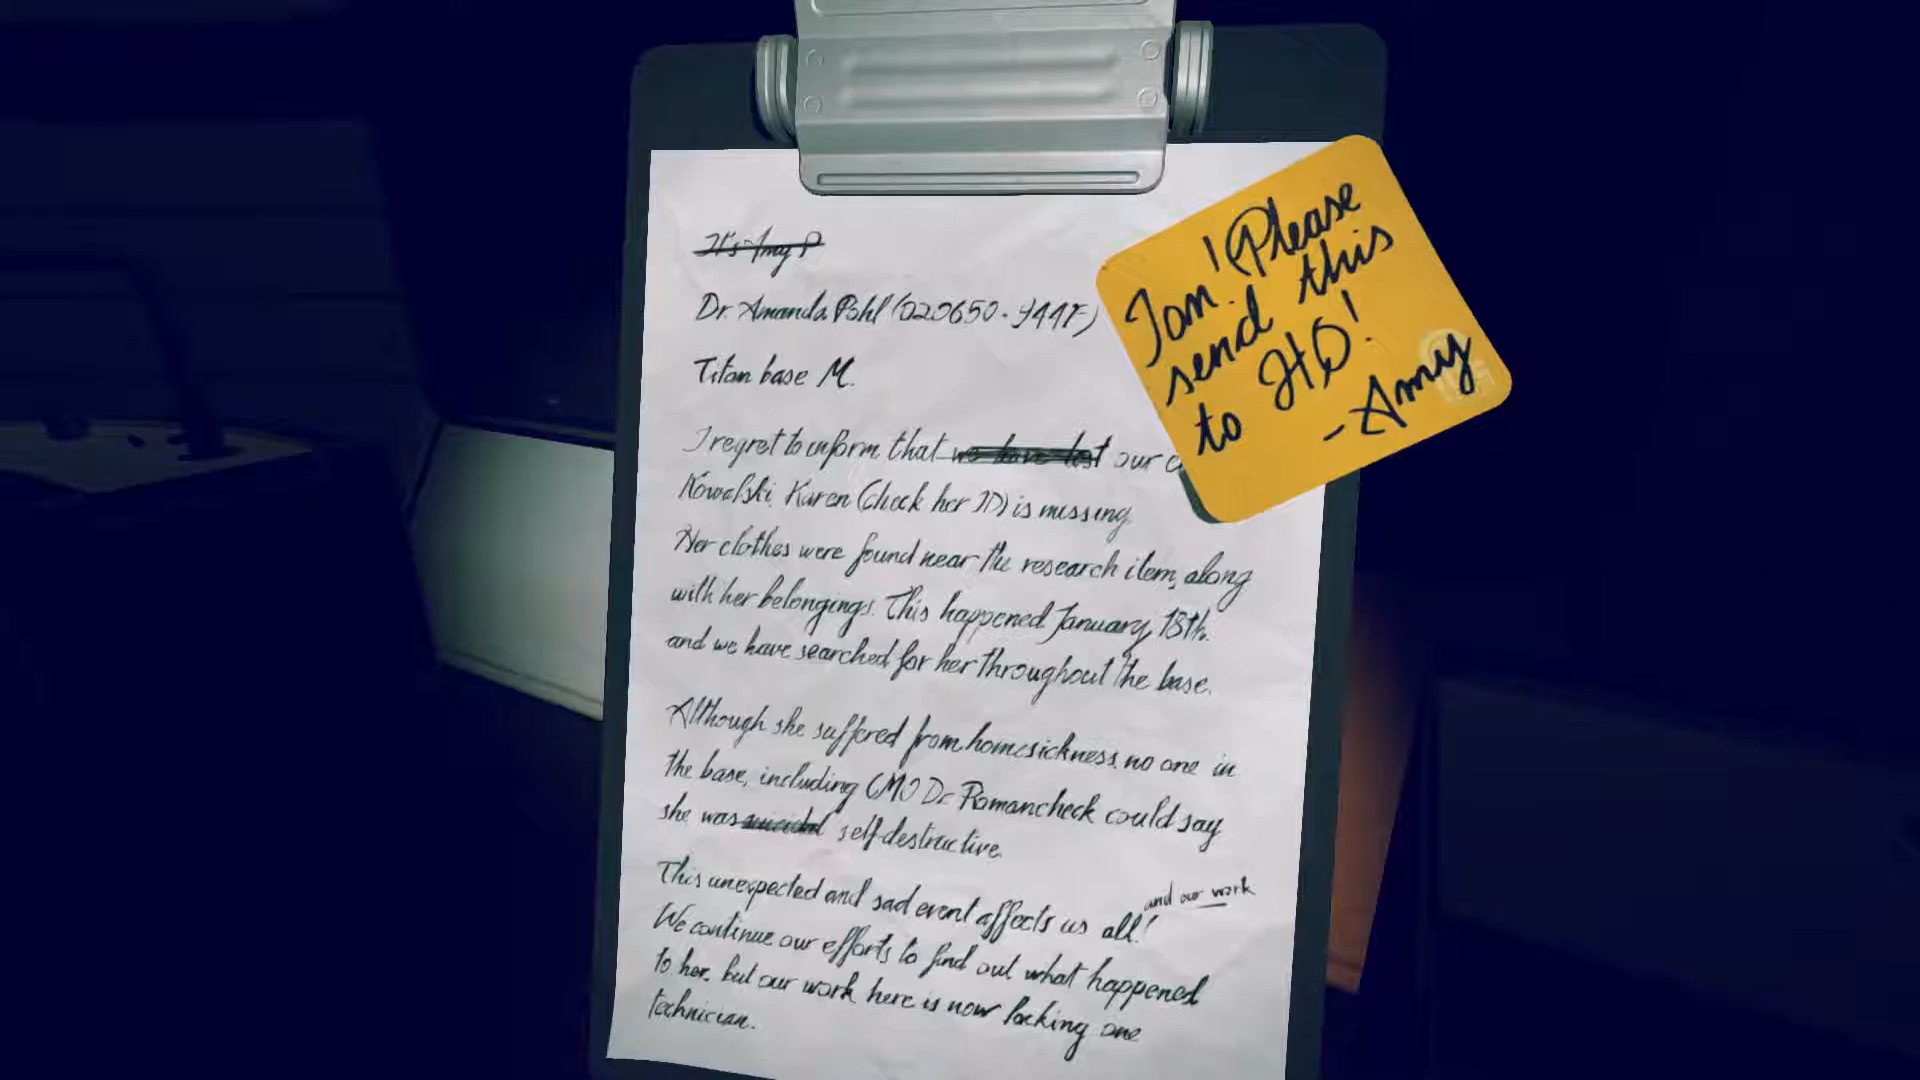 It's Amy P
Dr. Amanda Pohl (020650-9447)
Titan base M.
I regret to inform that we have lost our
Kowalski, Karen (check her ID) is missing.
Her clothes were found near the research item, along
with her belongings. This happened January 18th.
and we have searched for her throughout the base.
Although she suffered from homesickness, no one in
the base, including CMO Dr. Romancheck could say
she was suicidal self-destructive.
This unexpected and sad event affects us all! and our work
We continue our efforts to find out what happened
to her, but our work here is now lacking one
technician.
! Please
Tom. send this
to HQ!
- Amy